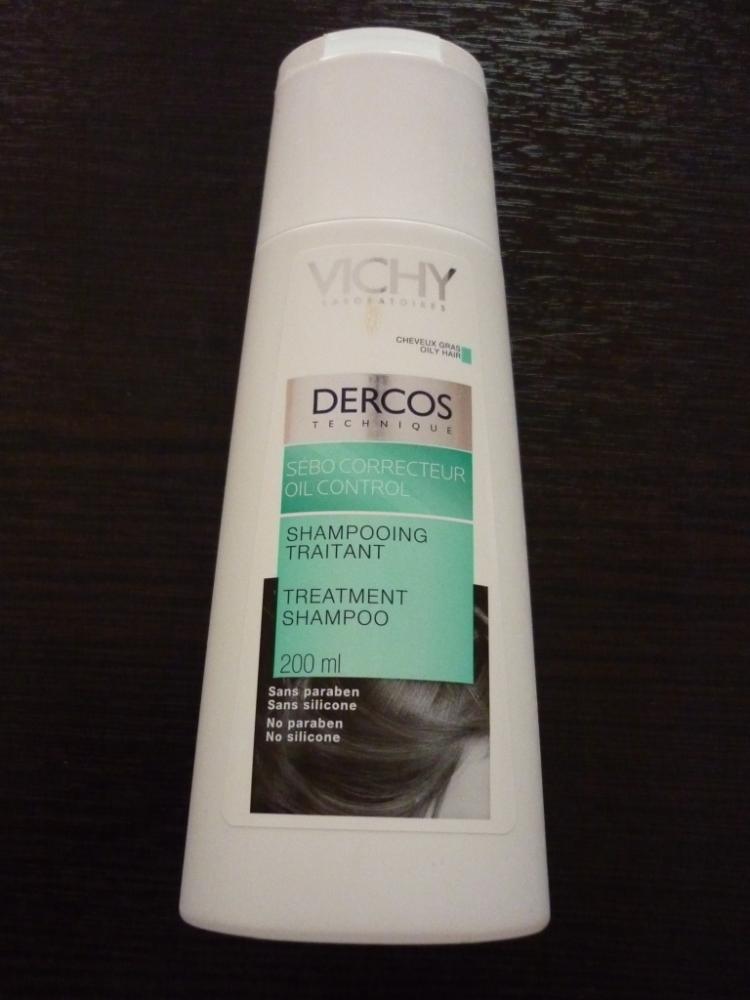 VICHY
LABORATOIRES
CHEVEUX GRAS
OILY HAIR
DERCOS
TECHNIQUE
SÉBO CORRECTEUR
OIL CONTROL
SHAMPOOING
TRAITANT
TREATMENT
SHAMPOO
200 ml
Sans paraben
Sans silicone
No paraben
No silicone